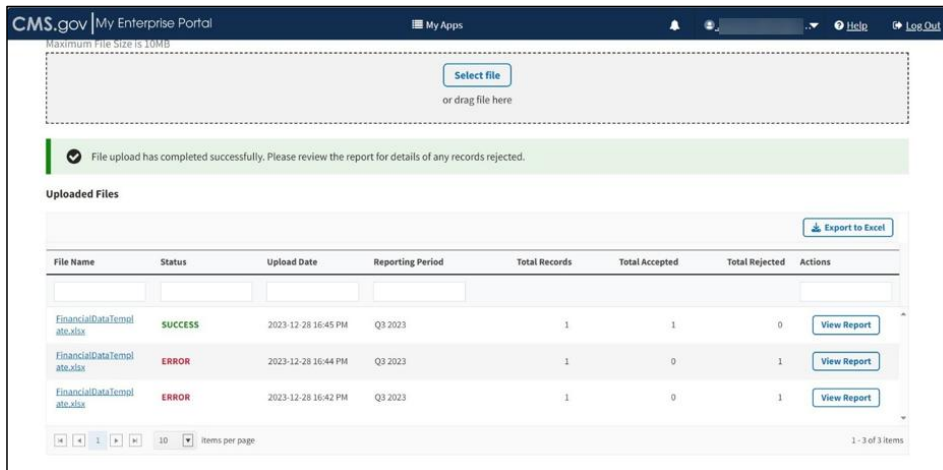 CMS.gov My Enterprise Portal My Apps Help Log Out
Maximum File Size is 10MB
Select file
or drag file here
File upload has completed successfully. Please review the report for details of any records rejected.
Uploaded Files
Export to Excel
File Name Status Upload Date Reporting Period Total Records Total Accepted Total Rejected Actions
FinancialDataTempl
ate.xlsx SUCCESS 2023-12-28 16:45 PM Q3 2023 1 1 0 View Report
FinancialDataTempl
ate.xlsx ERROR 2023-12-28 16:44 PM Q3 2023 1 0 1 View Report
FinancialDataTempl
ate.xlsx ERROR 2023-12-28 16:42 PM Q3 2023 1 0 1 View Report
1 10 items per page 1 - 3 of 3 items